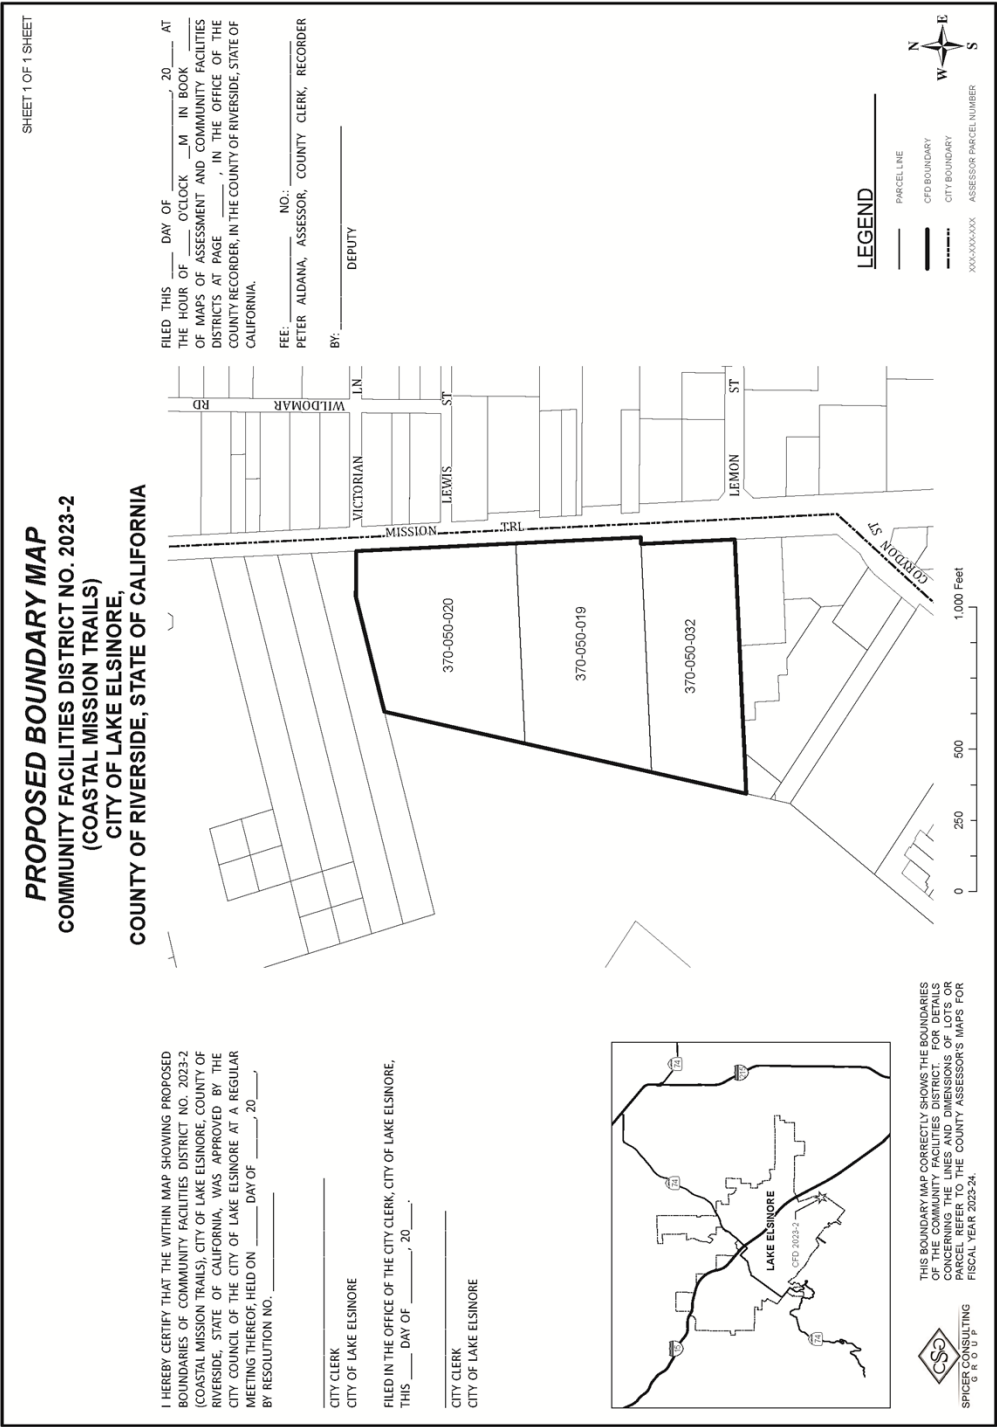 SHEET 1 OF 1 SHEET
PROPOSED BOUNDARY MAP
COMMUNITY FACILITIES DISTRICT NO. 2023-2
(COASTAL MISSION TRAILS)
CITY OF LAKE ELSINORE,
COUNTY OF RIVERSIDE, STATE OF CALIFORNIA
I HEREBY CERTIFY THAT THE WITHIN MAP SHOWING PROPOSED
BOUNDARIES OF COMMUNITY FACILITIES DISTRICT NO. 2023-2
(COASTAL MISSION TRAILS), CITY OF LAKE ELSINORE, COUNTY OF
RIVERSIDE, STATE OF CALIFORNIA, WAS APPROVED BY THE
CITY COUNCIL OF THE CITY OF LAKE ELSINORE AT A REGULAR
MEETING THEREOF, HELD ON ______ DAY OF ______, 20___,
BY RESOLUTION NO. ____________
CITY CLERK
CITY OF LAKE ELSINORE
FILED IN THE OFFICE OF THE CITY CLERK, CITY OF LAKE ELSINORE,
THIS ____ DAY OF ________, 20____.
CITY CLERK
CITY OF LAKE ELSINORE
FILED THIS ____ DAY OF __________, 20____ AT
THE HOUR OF ____ O'CLOCK __M IN BOOK ____
OF MAPS OF ASSESSMENT AND COMMUNITY FACILITIES
DISTRICTS AT PAGE ____, IN THE OFFICE OF THE
COUNTY RECORDER, IN THE COUNTY OF RIVERSIDE, STATE OF
CALIFORNIA.
FEE: __________ NO.: ______________
PETER ALDANA, ASSESSOR, COUNTY CLERK, RECORDER
BY: ____________________
DEPUTY
RD
WILDOMAR
VICTORIAN LN
LEWIS ST
LEMON ST
MISSION TRL
CORYDON ST
370-050-020
370-050-019
370-050-032
0 250 500 1,000 Feet
LEGEND
PARCEL LINE
CFD BOUNDARY
CITY BOUNDARY
XXX-XXX-XXX ASSESSOR PARCEL NUMBER
N
E
S
W
74
74
74
15
215
LAKE ELSINORE
CFD 2023-2
CSG
SPICER CONSULTING
GROUP
THIS BOUNDARY MAP CORRECTLY SHOWS THE BOUNDARIES
OF THE COMMUNITY FACILITIES DISTRICT. FOR DETAILS
CONCERNING THE LINES AND DIMENSIONS OF LOTS OR
PARCEL REFER TO THE COUNTY ASSESSOR'S MAPS FOR
FISCAL YEAR 2023-24.